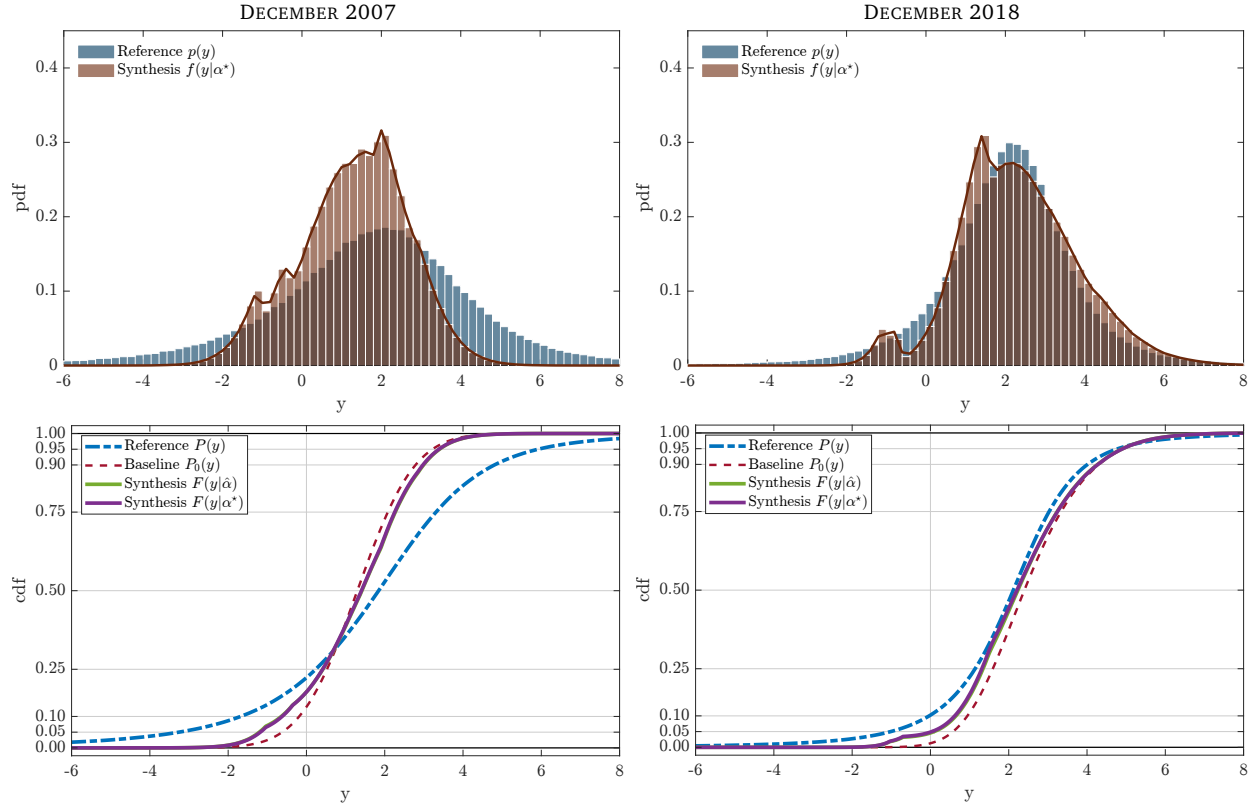 DECEMBER 2007
DECEMBER 2018
Reference p(y)
Synthesis f(y|α⋆)
0.4
0.3
0.2
0.1
0
pdf
-6 -4 -2 0 2 4 6 8
y
Reference p(y)
Synthesis f(y|α⋆)
0.4
0.3
0.2
0.1
0
pdf
-6 -4 -2 0 2 4 6 8
y
Reference P(y)
Baseline P₀(y)
Synthesis F(y|α̂)
Synthesis F(y|α⋆)
1.00
0.95
0.90
0.75
0.50
0.25
0.10
0.05
0.00
cdf
-6 -4 -2 0 2 4 6 8
y
Reference P(y)
Baseline P₀(y)
Synthesis F(y|α̂)
Synthesis F(y|α⋆)
1.00
0.95
0.90
0.75
0.50
0.25
0.10
0.05
0.00
cdf
-6 -4 -2 0 2 4 6 8
y